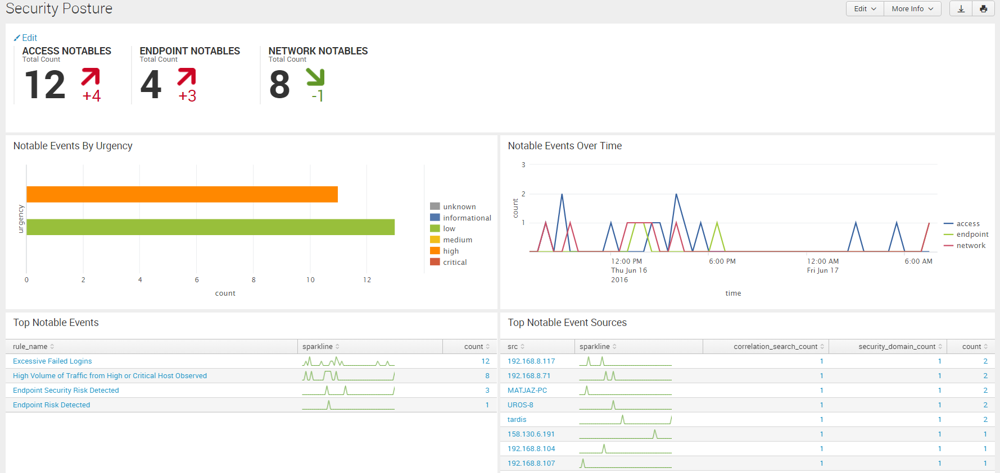 Security Posture
Edit
More Info
Edit
ACCESS NOTABLES
Total Count
12
+4
ENDPOINT NOTABLES
Total Count
4
+3
NETWORK NOTABLES
Total Count
8
-1
Notable Events By Urgency
urgency
0 2 4 6 8 10 12
count
unknown
informational
low
medium
high
critical
Notable Events Over Time
count
3
2
1
12:00 PM
Thu Jun 16
2016
6:00 PM
12:00 AM
Fri Jun 17
6:00 AM
time
access
endpoint
network
Top Notable Events
rule_name sparkline count
Excessive Failed Logins 12
High Volume of Traffic from High or Critical Host Observed 8
Endpoint Security Risk Detected 3
Endpoint Risk Detected 1
Top Notable Event Sources
src sparkline correlation_search_count security_domain_count count
192.168.8.117 1 1 2
192.168.8.71 1 1 2
MATJAZ-PC 1 1 2
UROS-8 1 1 2
tardis 1 1 2
158.130.6.191 1 1 1
192.168.8.104 1 1 1
192.168.8.107 1 1 1